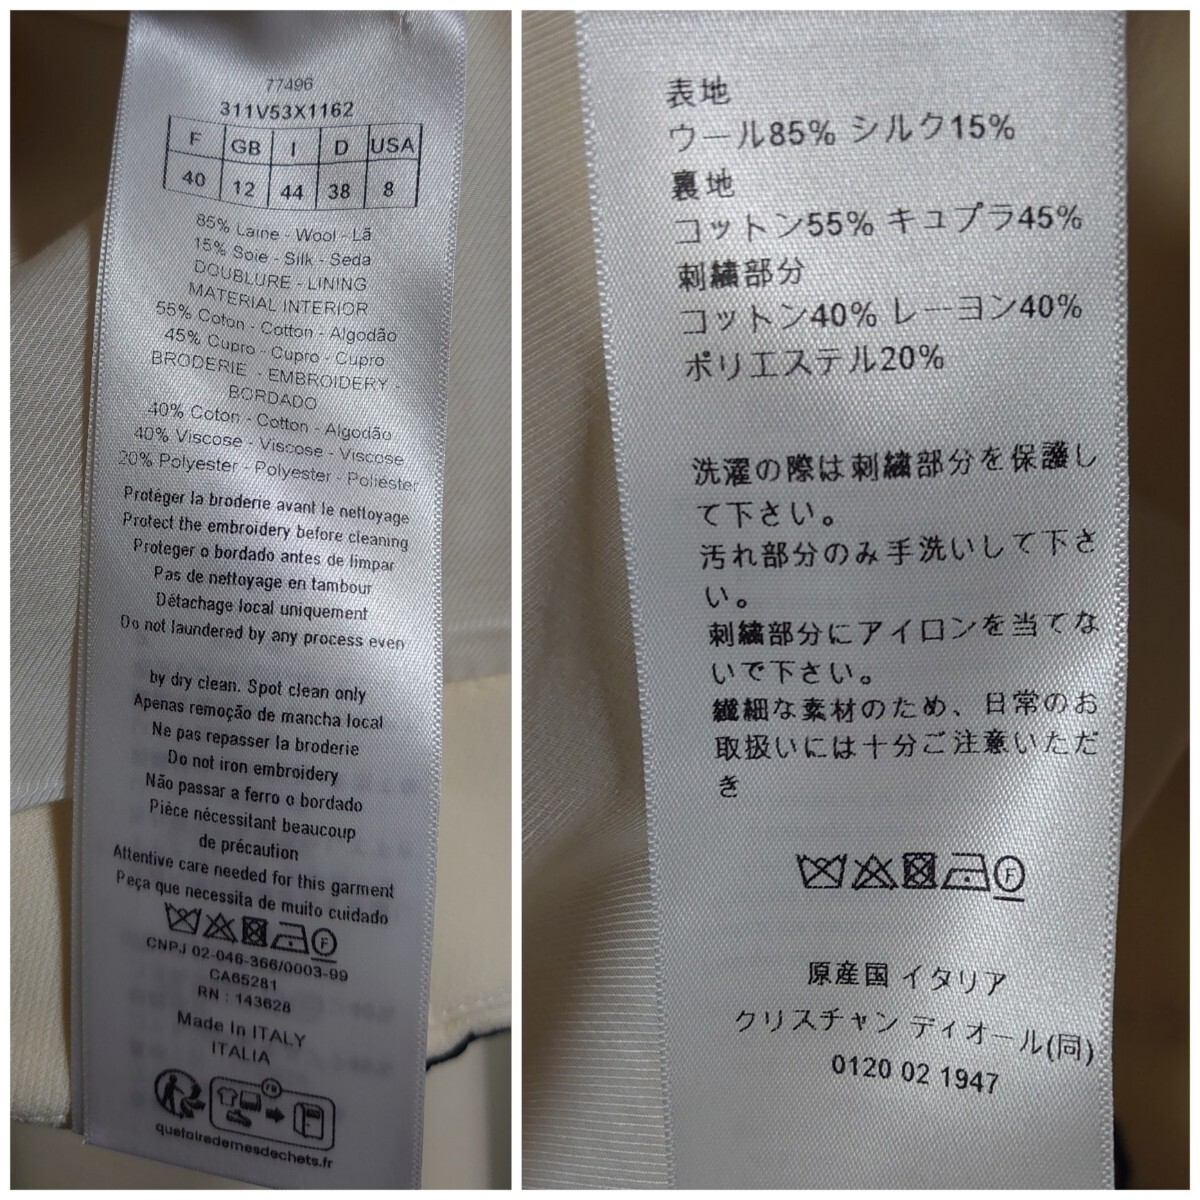 77496
311V53X1162
F GB I D USA
40 12 44 38 8
85% Laine - Wool - Lã
15% Soie - Silk - Seda
DOUBLURE - LINING
MATERIAL INTERIOR
55% Coton - Cotton - Algodão
45% Cupro - Cupro - Cupro
BRODERIE - EMBROIDERY -
BORDADO
40% Coton - Cotton - Algodão
40% Viscose - Viscose - Viscose
20% Polyester - Polyester - Poliéster
Protéger la broderie avant le nettoyage
Protect the embroidery before cleaning
Proteger o bordado antes de limpar
Pas de nettoyage en tambour
Détachage local uniquement
Do not laundered by any process even
by dry clean. Spot clean only
Apenas remoção de mancha local
Ne pas repasser la broderie
Do not iron embroidery
Não passar a ferro o bordado
Pièce nécessitant beaucoup
de précaution
Attentive care needed for this garment
Peça que necessita de muito cuidado
F
CNPJ 02-046-366/0003-99
CA65281
RN : 143628
Made In ITALY
ITALIA
FR
quefairedemesdechets.fr
表地
ウール85% シルク15%
裏地
コットン55% キュプラ45%
刺繍部分
コットン40% レーヨン40%
ポリエステル20%
洗濯の際は刺繍部分を保護し
て下さい。
汚れ部分のみ手洗いして下さ
い。
刺繍部分にアイロンを当てな
いで下さい。
繊細な素材のため、日常のお
取扱いには十分ご注意いただ
き
F
原産国 イタリア
クリスチャン ディオール(同)
0120 02 1947